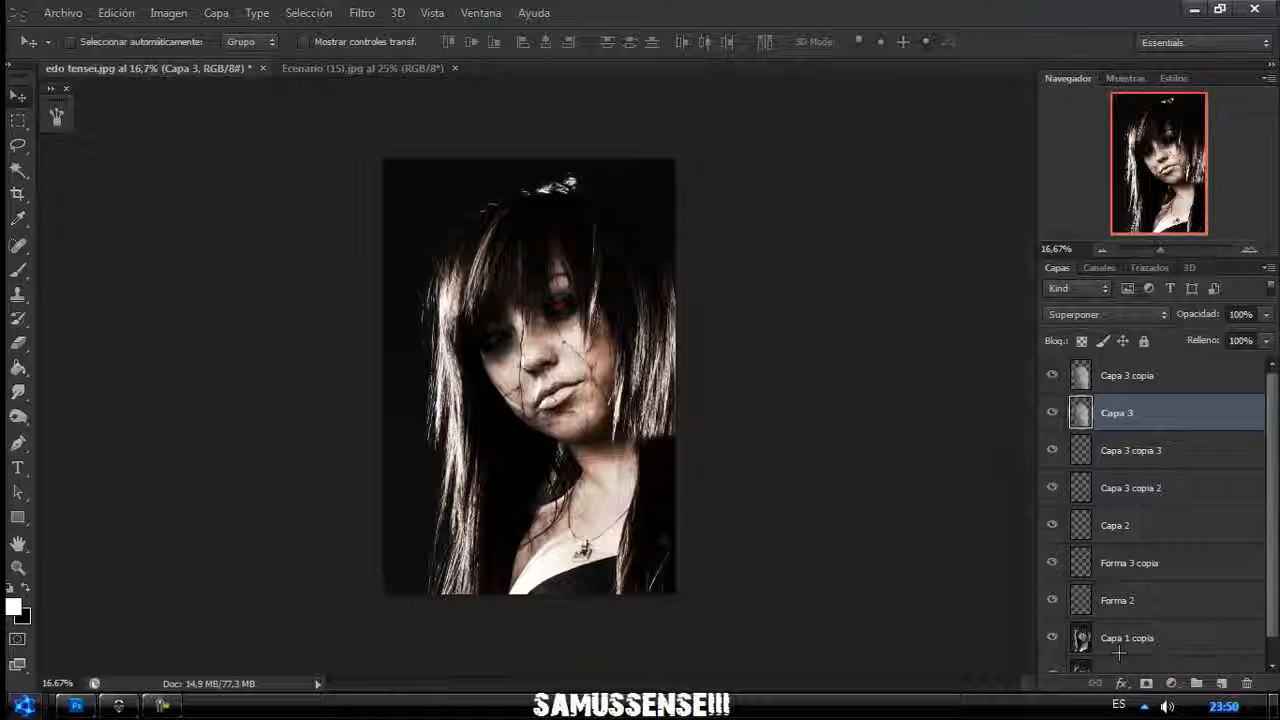 Archivo Edición Imagen Capa Type Selección Filtro 3D Vista Ventana Ayuda
Seleccionar automáticamente: Grupo Mostrar controles transf. 3D Mode: Essentials
edo tensei.jpg al 16,7% (Capa 3, RGB/8#) * × Ecenario (15).jpg al 25% (RGB/8*) ×
Navegador Muestras Estilos
16,67%
Capas Canales Trazados 3D
Kind
Superponer Opacidad: 100%
Bloq.: Relleno: 100%
Capa 3 copia
Capa 3
Capa 3 copia 3
Capa 3 copia 2
Capa 2
Forma 3 copia
Forma 2
Capa 1 copia
16,67% Doc: 14,9 MB/77,3 MB
SAMUSSENSE!!!
ES 23:50